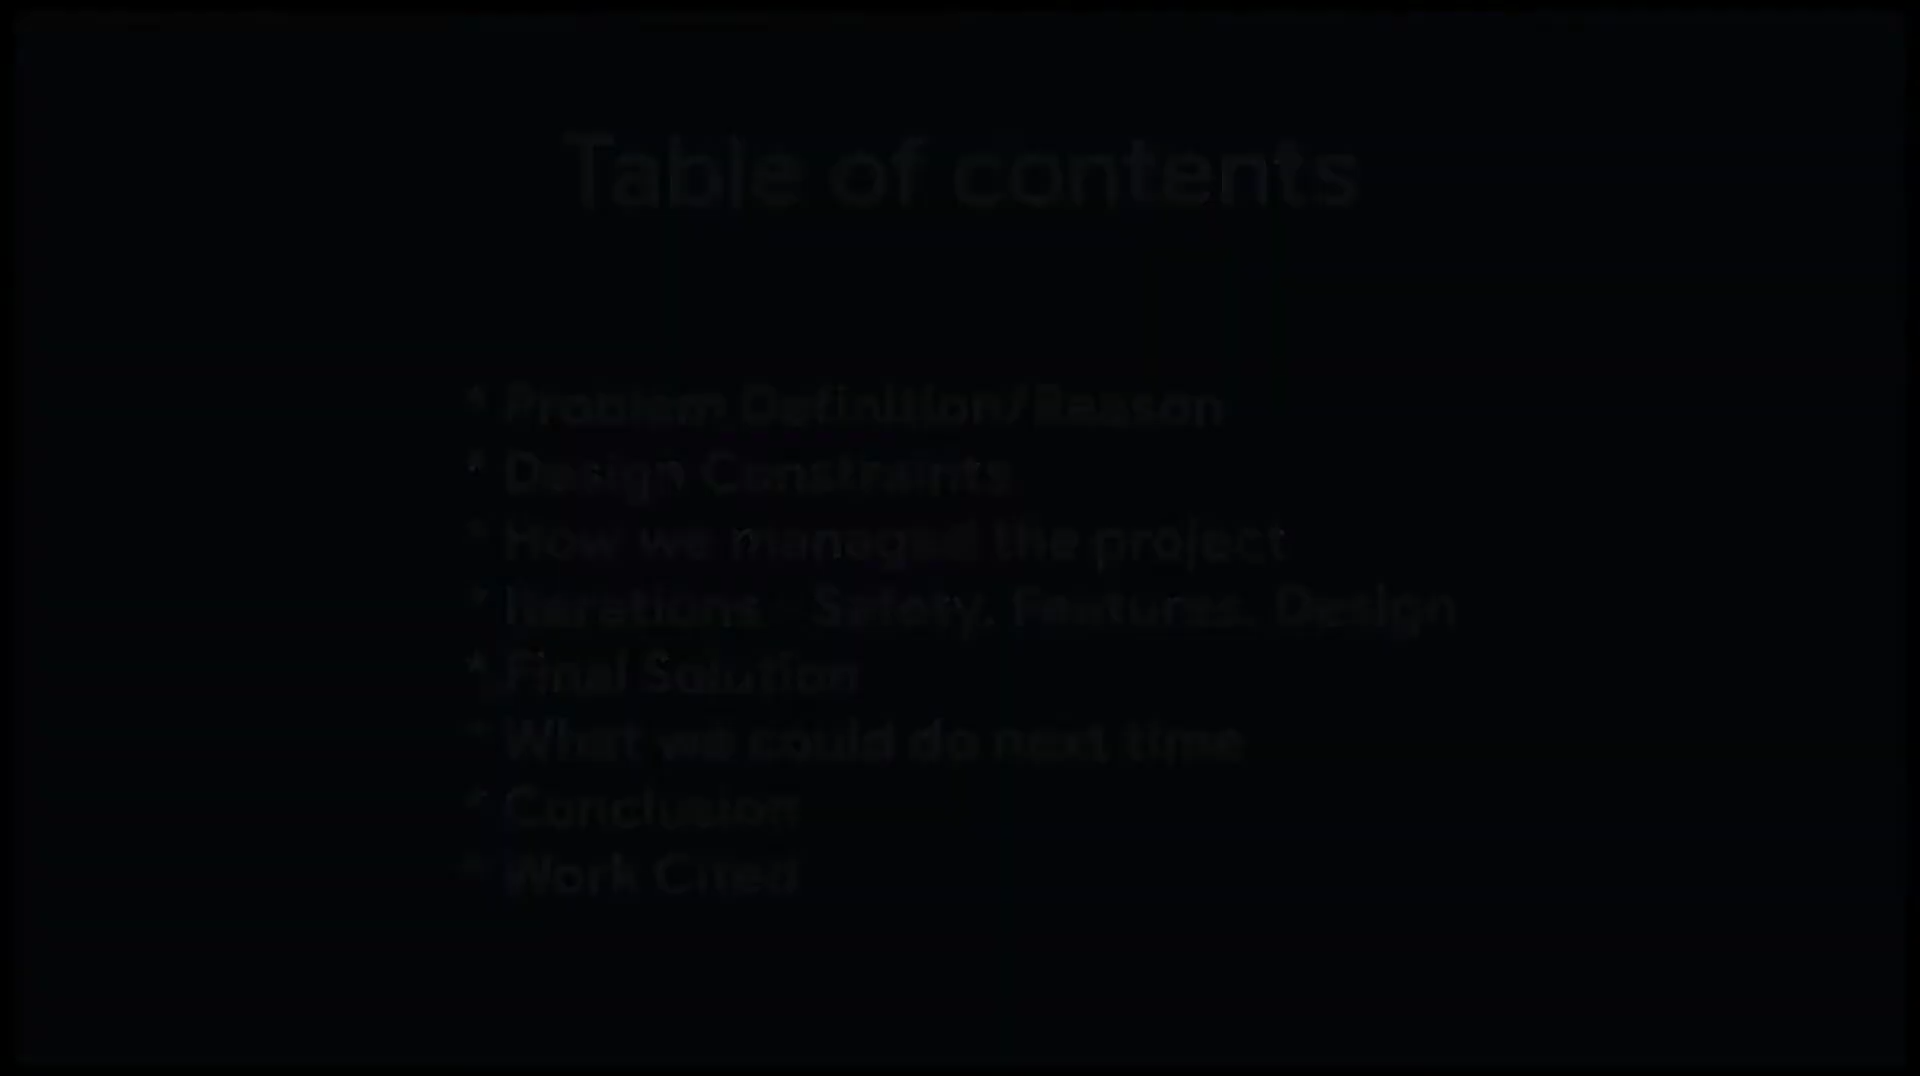 Table of contents
* Problem Definition/Reason
* Design Constraints
* How we managed the project
* Iterations - Safety, Features, Design
* Final Solution
* What we could do next time
* Conclusion
* Work Cited